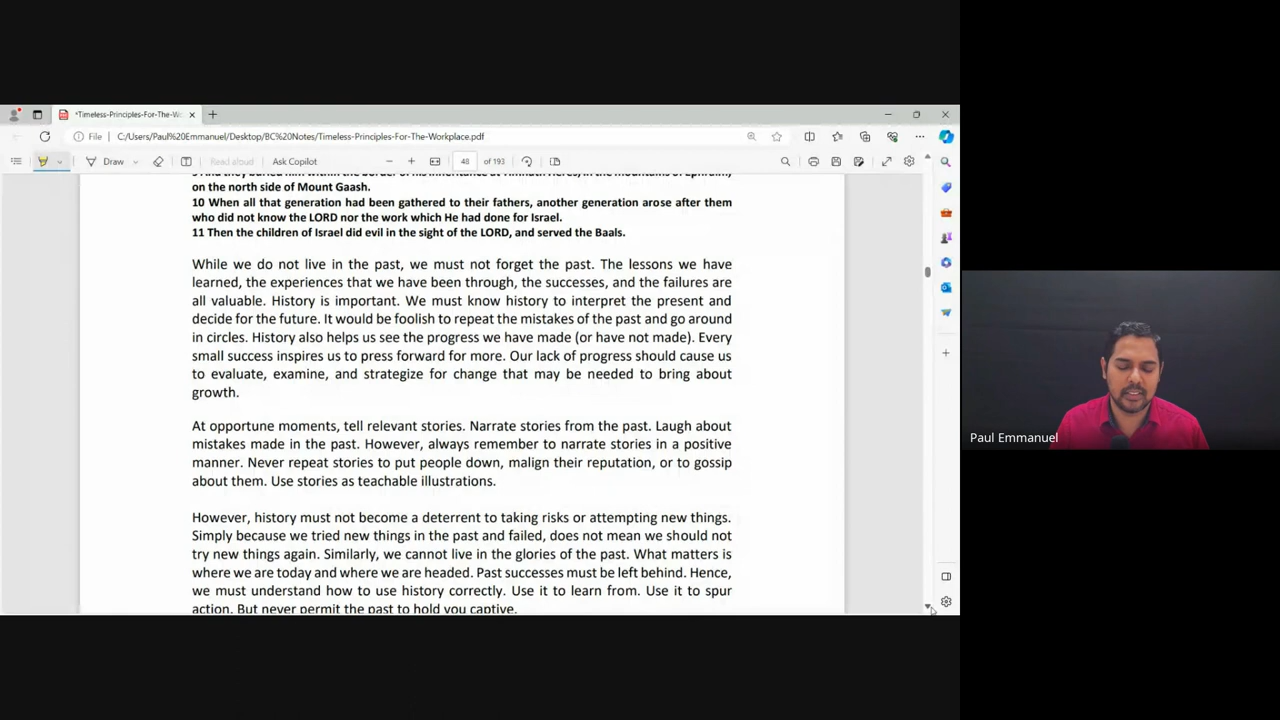 *Timeless-Principles-For-The-Wo
File
C:/Users/Paul%20Emmanuel/Desktop/BC%20Notes/Timeless-Principles-For-The-Workplace.pdf
Draw
Read aloud
Ask Copilot
48 of 193
on the north side of Mount Gaash.
10 When all that generation had been gathered to their fathers, another generation arose after them
who did not know the LORD nor the work which He had done for Israel.
11 Then the children of Israel did evil in the sight of the LORD, and served the Baals.
While we do not live in the past, we must not forget the past. The lessons we have
learned, the experiences that we have been through, the successes, and the failures are
all valuable. History is important. We must know history to interpret the present and
decide for the future. It would be foolish to repeat the mistakes of the past and go around
in circles. History also helps us see the progress we have made (or have not made). Every
small success inspires us to press forward for more. Our lack of progress should cause us
to evaluate, examine, and strategize for change that may be needed to bring about
growth.
At opportune moments, tell relevant stories. Narrate stories from the past. Laugh about
mistakes made in the past. However, always remember to narrate stories in a positive
manner. Never repeat stories to put people down, malign their reputation, or to gossip
about them. Use stories as teachable illustrations.
However, history must not become a deterrent to taking risks or attempting new things.
Simply because we tried new things in the past and failed, does not mean we should not
try new things again. Similarly, we cannot live in the glories of the past. What matters is
where we are today and where we are headed. Past successes must be left behind. Hence,
we must understand how to use history correctly. Use it to learn from. Use it to spur
action. But never permit the past to hold you captive.
Paul Emmanuel